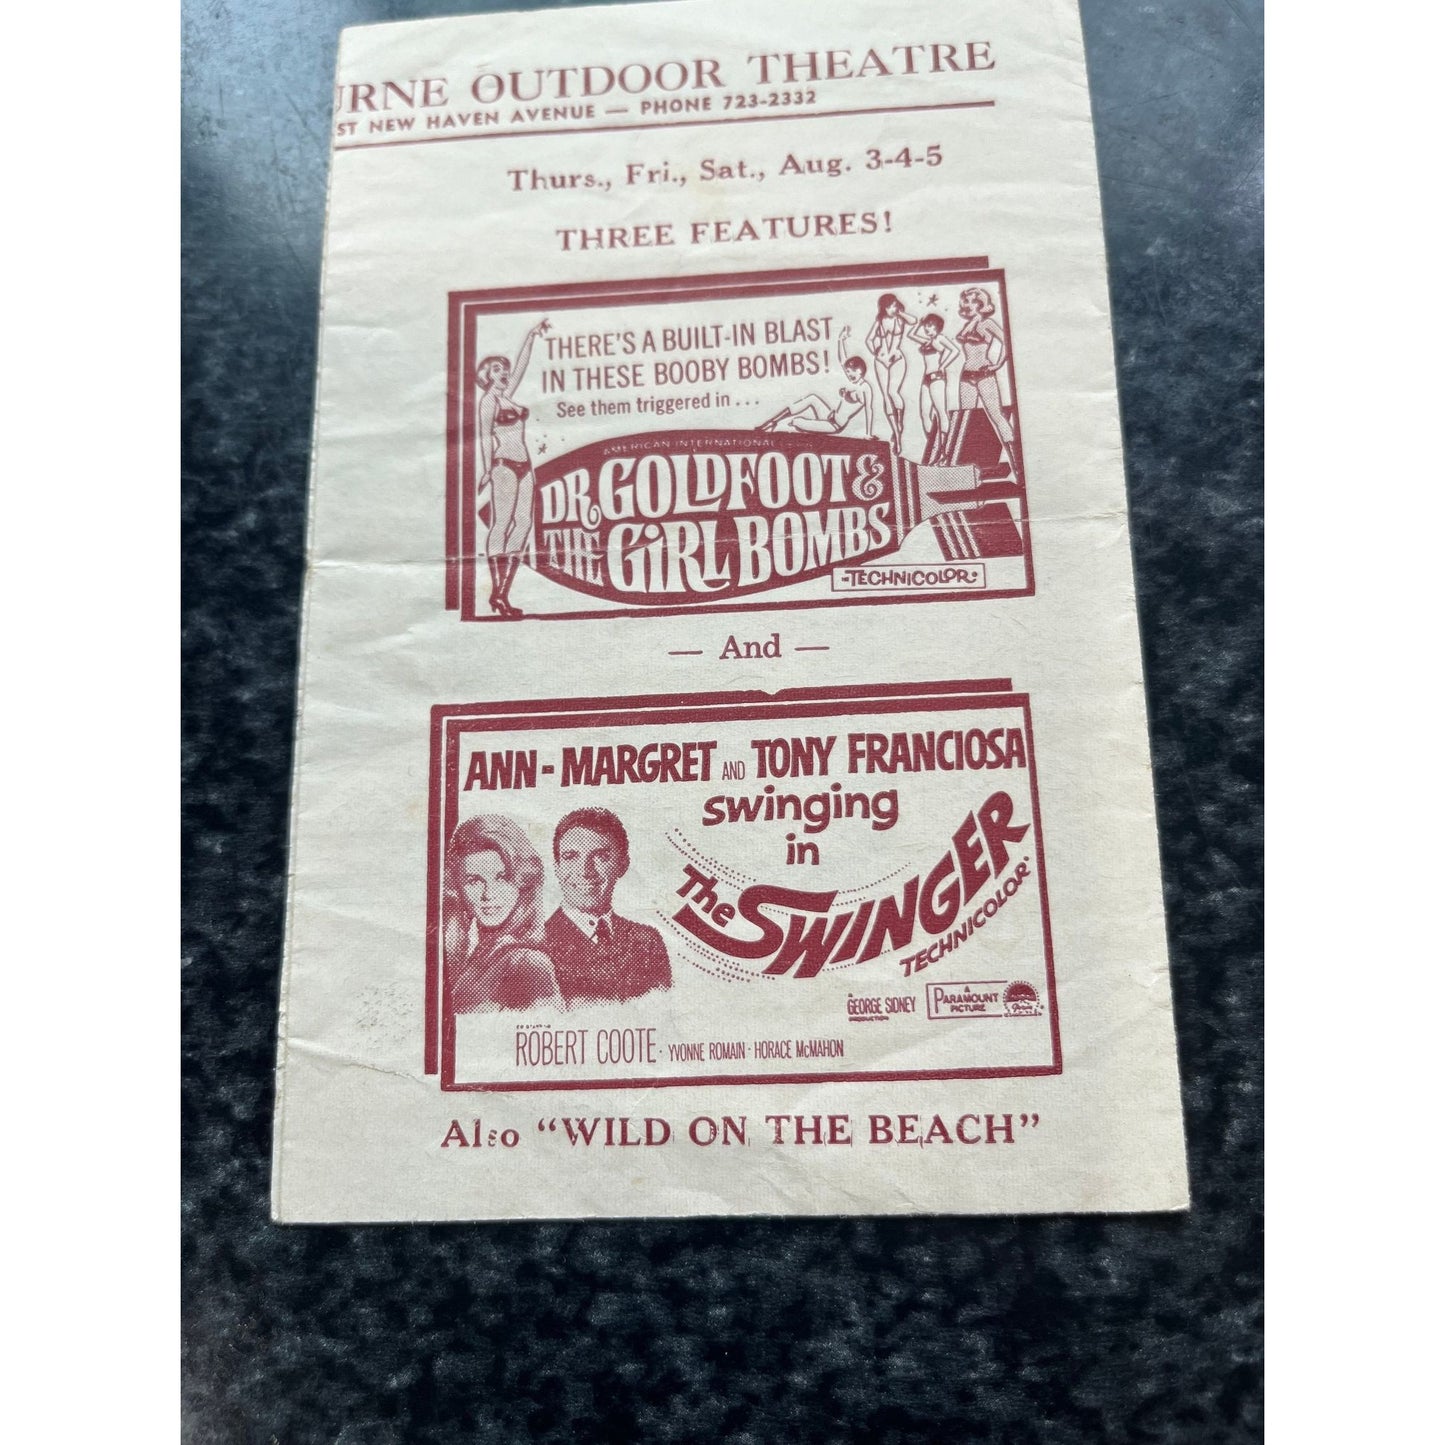 URNE OUTDOOR THEATRE
ST NEW HAVEN AVENUE — PHONE 723-2332
Thurs., Fri., Sat., Aug. 3-4-5
THREE FEATURES!
THERE'S A BUILT-IN BLAST
IN THESE BOOBY BOMBS!
See them triggered in . . .
AMERICAN INTERNATIONAL
DR. GOLDFOOT &
THE GIRL BOMBS
TECHNICOLOR
— And —
ANN-MARGRET AND TONY FRANCIOSA
swinging
in
The SWINGER
TECHNICOLOR
A GEORGE SIDNEY PRODUCTION
A PARAMOUNT PICTURE
CO-STARRING
ROBERT COOTE · YVONNE ROMAIN · HORACE McMAHON
Also “WILD ON THE BEACH”